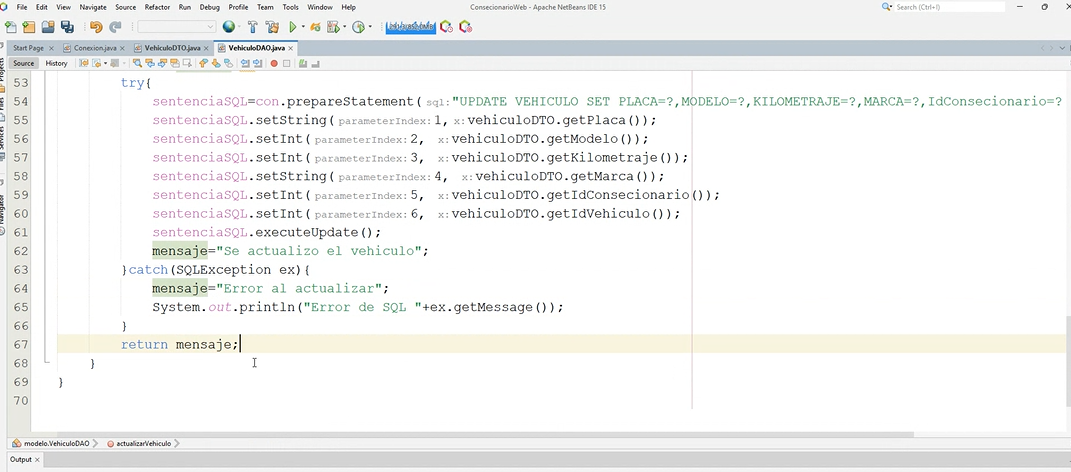 File Edit View Navigate Source Refactor Run Debug Profile Team Tools Window Help
ConsecionarioWeb - Apache NetBeans IDE 15
Search (Ctrl+I)
Start Page Conexion.java VehiculoDTO.java VehiculoDAO.java
Source History
Projects
Files
Services
Navigator
53 try{
54 sentenciaSQL=con.prepareStatement(sql:"UPDATE VEHICULO SET PLACA=?,MODELO=?,KILOMETRAJE=?,MARCA=?,IdConsecionario=?
55 sentenciaSQL.setString(parameterIndex:1, x:vehiculoDTO.getPlaca());
56 sentenciaSQL.setInt(parameterIndex:2, x:vehiculoDTO.getModelo());
57 sentenciaSQL.setInt(parameterIndex:3, x:vehiculoDTO.getKilometraje());
58 sentenciaSQL.setString(parameterIndex:4, x:vehiculoDTO.getMarca());
59 sentenciaSQL.setInt(parameterIndex:5, x:vehiculoDTO.getIdConsecionario());
60 sentenciaSQL.setInt(parameterIndex:6, x:vehiculoDTO.getIdVehiculo());
61 sentenciaSQL.executeUpdate();
62 mensaje="Se actualizo el vehiculo";
63 }catch(SQLException ex){
64 mensaje="Error al actualizar";
65 System.out.println("Error de SQL "+ex.getMessage());
66 }
67 return mensaje;
68 }
69 }
70
modelo.VehiculoDAO actualizarVehiculo
Output